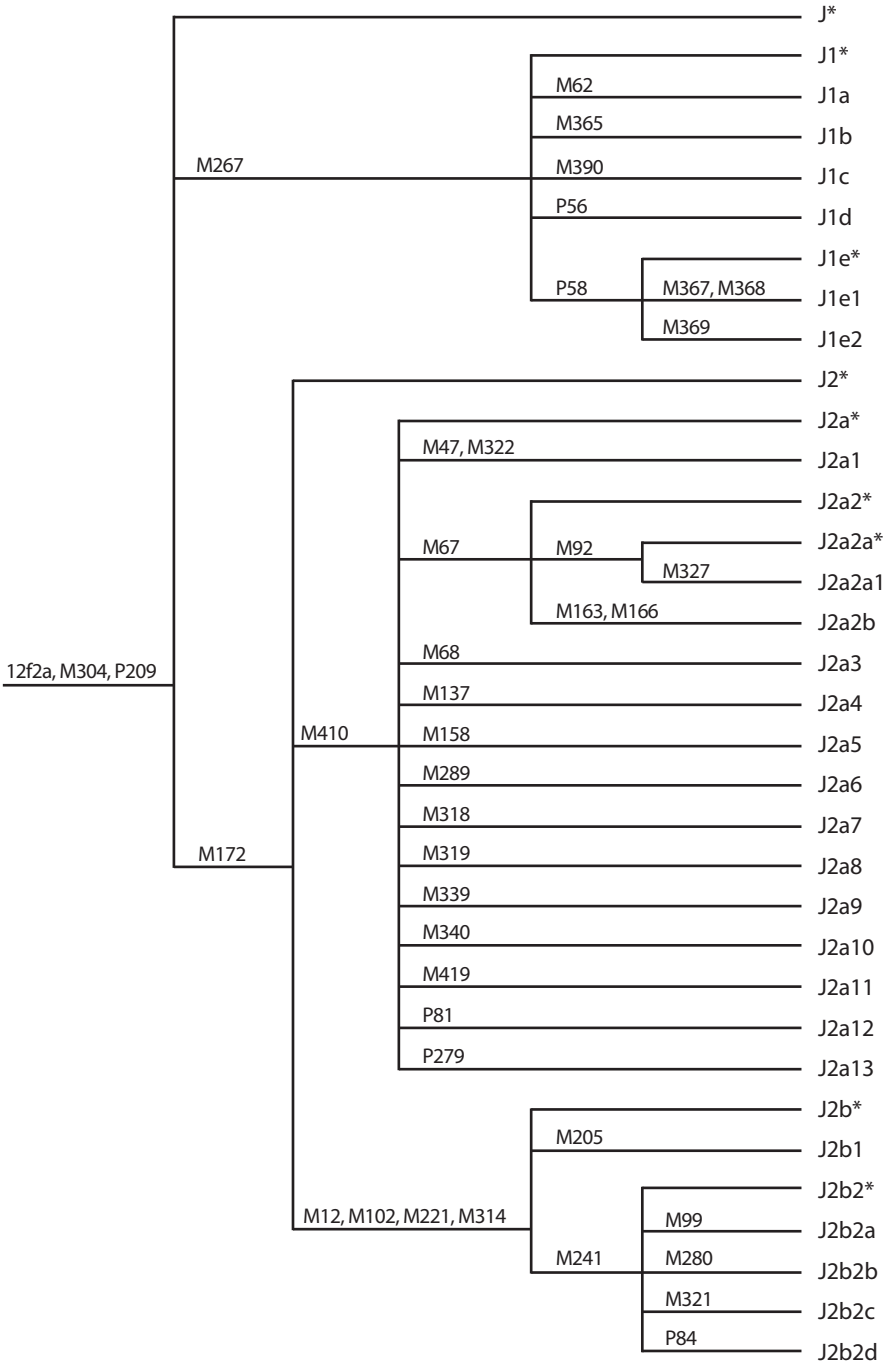 J*
J1*
M62 J1a
M365 J1b
M267 M390 J1c
P56 J1d
J1e*
P58 M367, M368 J1e1
M369 J1e2
J2*
J2a*
M47, M322 J2a1
J2a2*
M67 M92 J2a2a*
M327 J2a2a1
M163, M166 J2a2b
12f2a, M304, P209 M68 J2a3
M137 J2a4
M410 M158 J2a5
M289 J2a6
M318 J2a7
M172 M319 J2a8
M339 J2a9
M340 J2a10
M419 J2a11
P81 J2a12
P279 J2a13
J2b*
M205 J2b1
J2b2*
M12, M102, M221, M314 M99 J2b2a
M241 M280 J2b2b
M321 J2b2c
P84 J2b2d